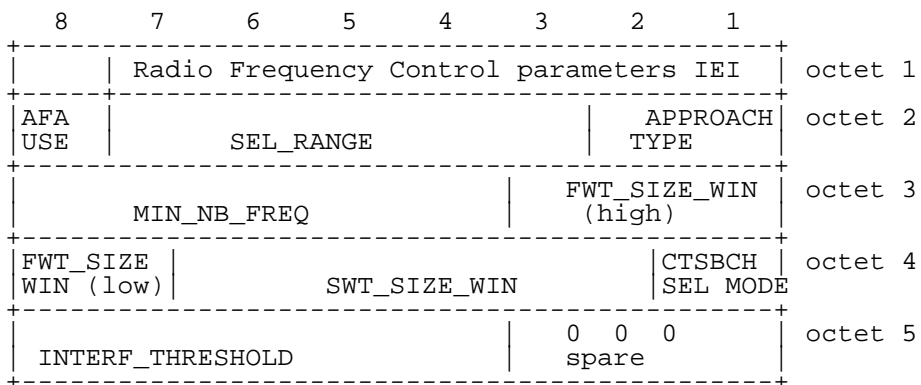 8 7 6 5 4 3 2 1
Radio Frequency Control parameters IEI octet 1
AFA APPROACH octet 2
USE SEL_RANGE TYPE
FWT_SIZE_WIN octet 3
MIN_NB_FREQ (high)
FWT_SIZE CTSBCH octet 4
WIN (low) SWT_SIZE_WIN SEL MODE
0 0 0 octet 5
INTERF_THRESHOLD spare